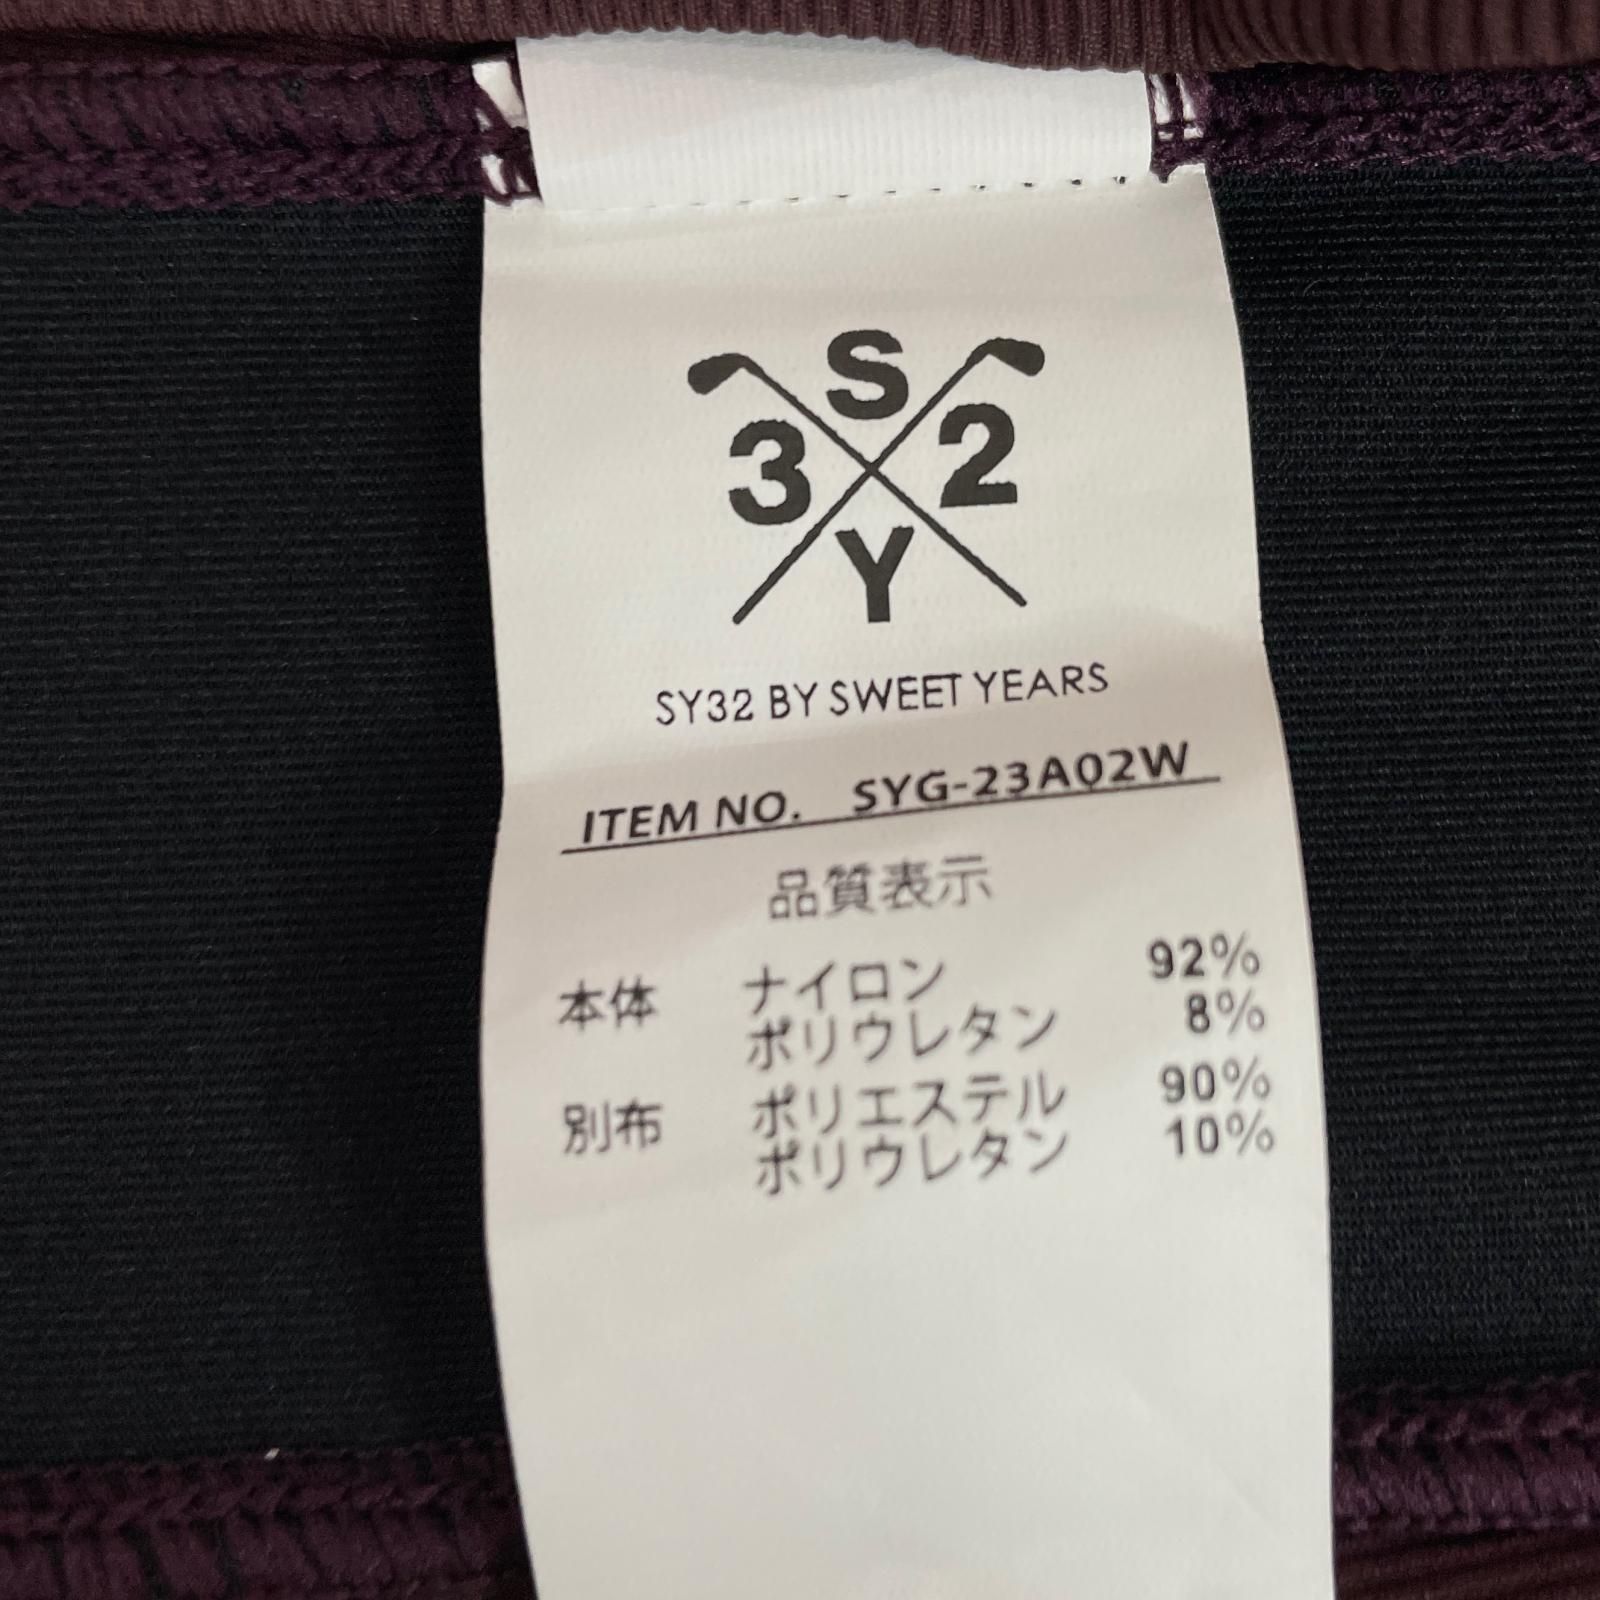 S
3 2
Y
SY32 BY SWEET YEARS
ITEM NO. SYG-23A02W
品質表示
本体 ナイロン 92%
ポリウレタン 8%
別布 ポリエステル 90%
ポリウレタン 10%